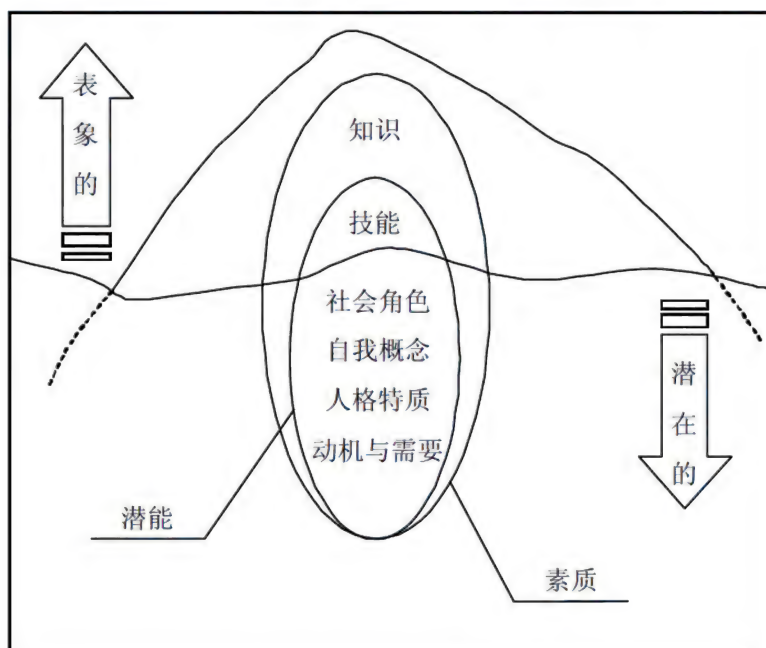 表象的
知识
技能
社会角色
自我概念
人格特质
动机与需要
潜在的
潜能
素质